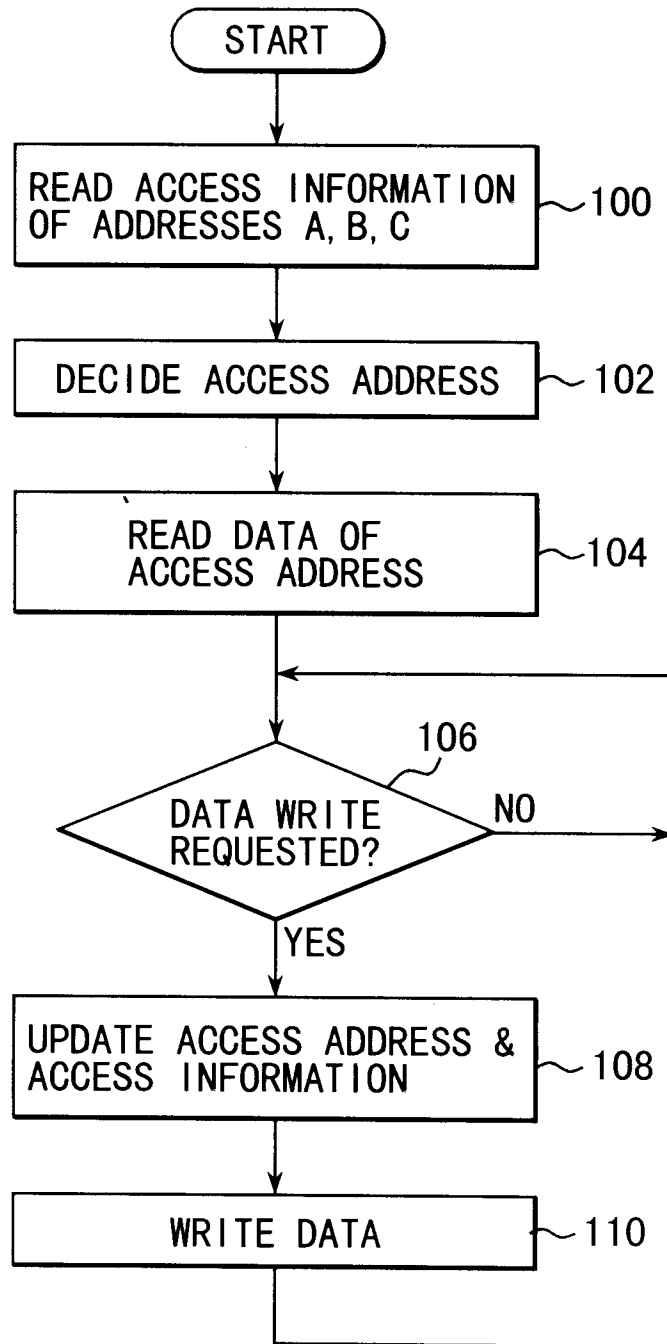 START
READ ACCESS INFORMATION
OF ADDRESSES A, B, C
100
DECIDE ACCESS ADDRESS
102
READ DATA OF
ACCESS ADDRESS
104
106
DATA WRITE
REQUESTED?
NO
YES
UPDATE ACCESS ADDRESS &
ACCESS INFORMATION
108
WRITE DATA
110